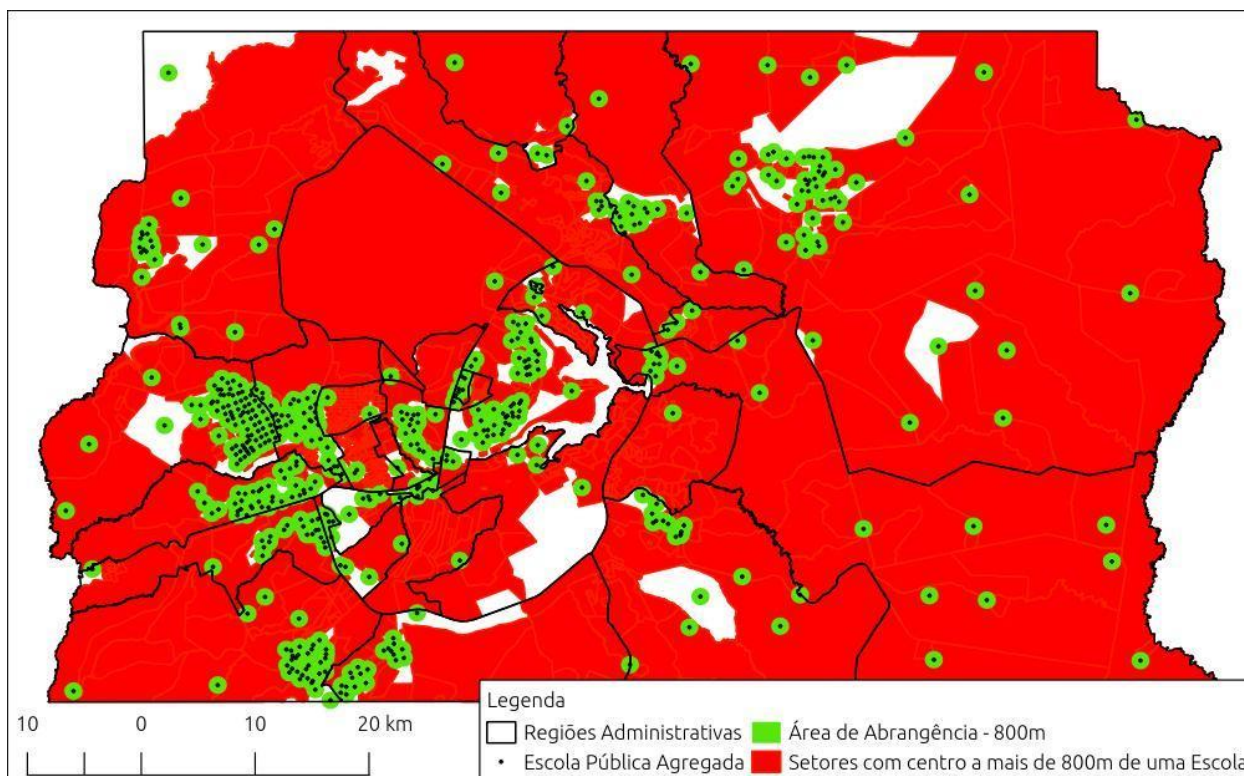 Legenda
Regiões Administrativas
Área de Abrangência - 800m
Escola Pública Agregada
Setores com centro a mais de 800m de uma Escola
10 0 10 20 km